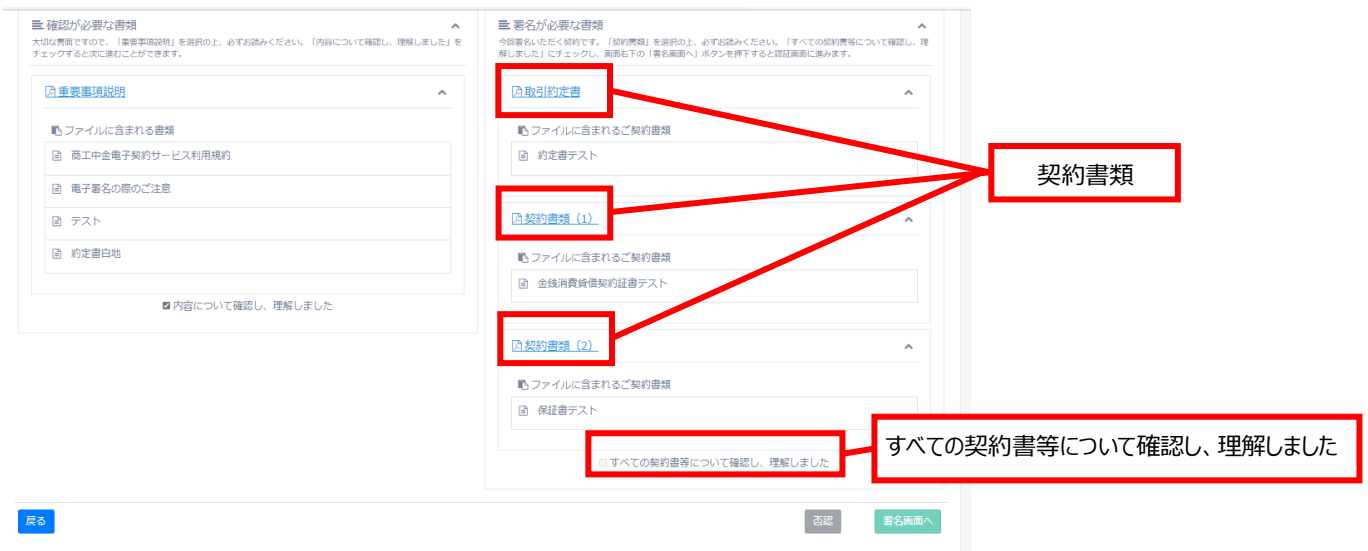 確認が必要な書類
大切な書面ですので、「重要事項説明」を選択の上、必ずお読みください。「内容について確認し、理解しました」を
チェックすると次に進むことができます。
重要事項説明
ファイルに含まれる書類
商工中金電子契約サービス利用規約
電子署名の際のご注意
テスト
約定書白地
内容について確認し、理解しました
署名が必要な書類
今回署名いただく契約です。「契約書類」を選択の上、必ずお読みください。「すべての契約書等について確認し、理
解しました」にチェックし、画面右下の「署名画面へ」ボタンを押下すると認証画面に進みます。
取引約定書
ファイルに含まれるご契約書類
約定書テスト
契約書類（1）
ファイルに含まれるご契約書類
金銭消費貸借契約証書テスト
契約書類（2）
ファイルに含まれるご契約書類
保証書テスト
すべての契約書等について確認し、理解しました
契約書類
すべての契約書等について確認し、理解しました
戻る
否認
署名画面へ